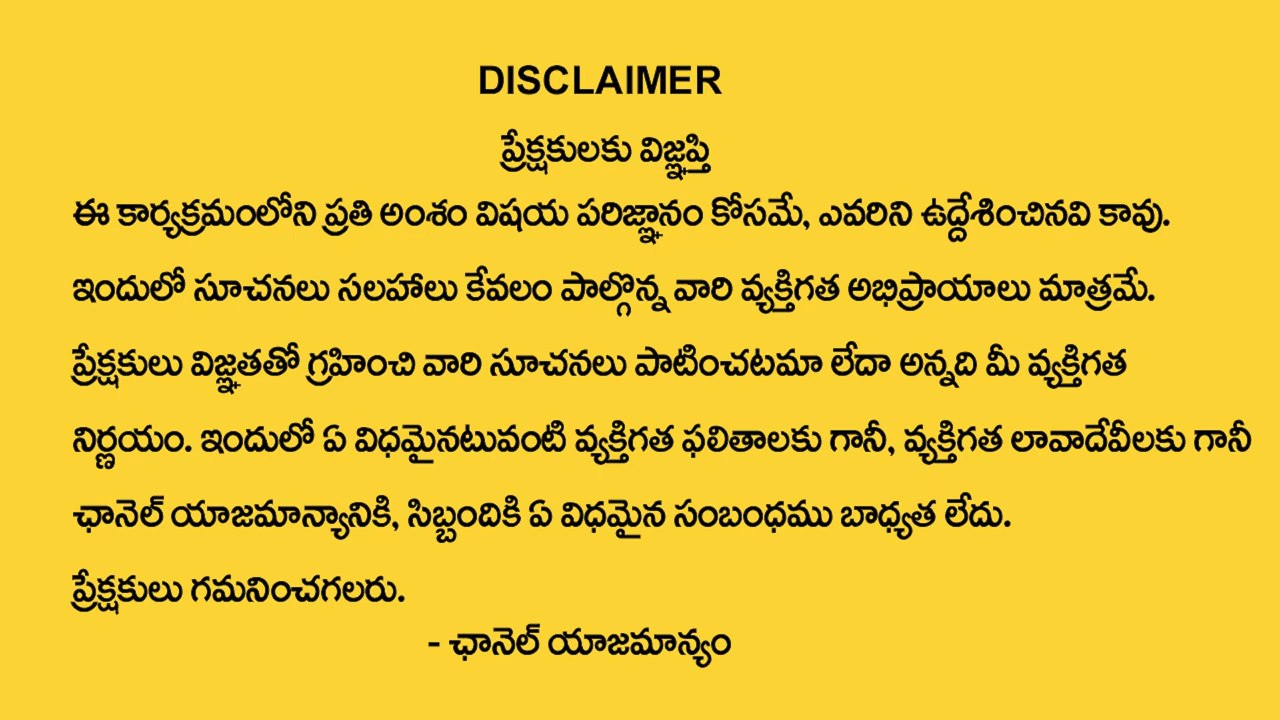 DISCLAIMER
ప్రేక్షకులకు విజ్ఞప్తి
ఈ కార్యక్రమంలోని ప్రతి అంశం విషయ పరిజ్ఞానం కోసమే, ఎవరిని ఉద్దేశించినవి కావు.
ఇందులో సూచనలు సలహాలు కేవలం పాల్గొన్న వారి వ్యక్తిగత అభిప్రాయాలు మాత్రమే.
ప్రేక్షకులు విజ్ఞతతో గ్రహించి వారి సూచనలు పాటించటమా లేదా అన్నది మీ వ్యక్తిగత
నిర్ణయం. ఇందులో ఏ విధమైనటువంటి వ్యక్తిగత ఫలితాలకు గానీ, వ్యక్తిగత లావాదేవీలకు గానీ
ఛానెల్ యాజమాన్యానికి, సిబ్బందికి ఏ విధమైన సంబంధము బాధ్యత లేదు.
ప్రేక్షకులు గమనించగలరు.
- ఛానెల్ యాజమాన్యం